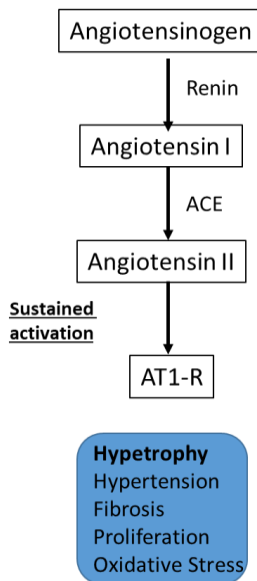 Angiotensinogen
Renin
Angiotensin I
ACE
Angiotensin II
Sustained
activation
AT1-R
Hypetrophy
Hypertension
Fibrosis
Proliferation
Oxidative Stress